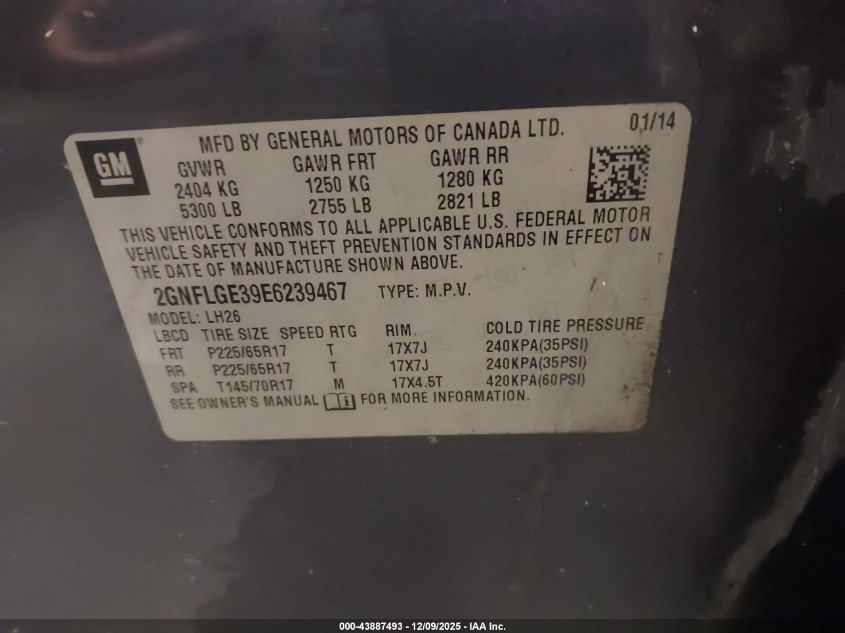 GM
MFD BY GENERAL MOTORS OF CANADA LTD. 01/14
GVWR GAWR FRT GAWR RR
2404 KG 1250 KG 1280 KG
5300 LB 2755 LB 2821 LB
THIS VEHICLE CONFORMS TO ALL APPLICABLE U.S. FEDERAL MOTOR
VEHICLE SAFETY AND THEFT PREVENTION STANDARDS IN EFFECT ON
THE DATE OF MANUFACTURE SHOWN ABOVE.
2GNFLGE39E6239467 TYPE: M.P.V. /
MODEL: LH26
LBCD TIRE SIZE SPEED RTG RIM. COLD TIRE PRESSURE
FRT P225/65R17 T 17X7J 240KPA(35PSI)
RR P225/65R17 T 17X7J 240KPA(35PSI)
SPA T145/70R17 M 17X4.5T 420KPA(60PSI)
SEE OWNER'S MANUAL FOR MORE INFORMATION.
000-43887493 - 12/09/2025 - IAA Inc.